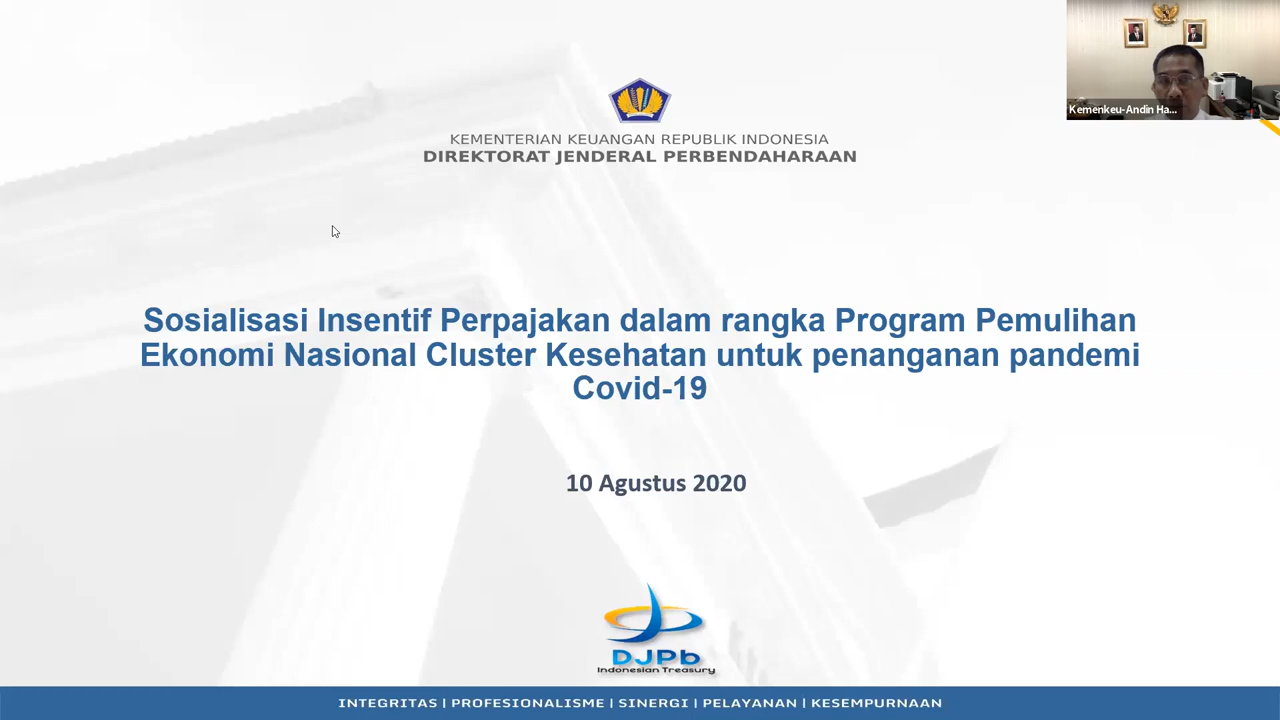 Kemenkeu-Andin Ha...
KEMENTERIAN KEUANGAN REPUBLIK INDONESIA
DIREKTORAT JENDERAL PERBENDAHARAAN
Sosialisasi Insentif Perpajakan dalam rangka Program Pemulihan
Ekonomi Nasional Cluster Kesehatan untuk penanganan pandemi
Covid-19
10 Agustus 2020
DJPb
Indonesian Treasury
INTEGRITAS | PROFESIONALISME | SINERGI | PELAYANAN | KESEMPURNAAN